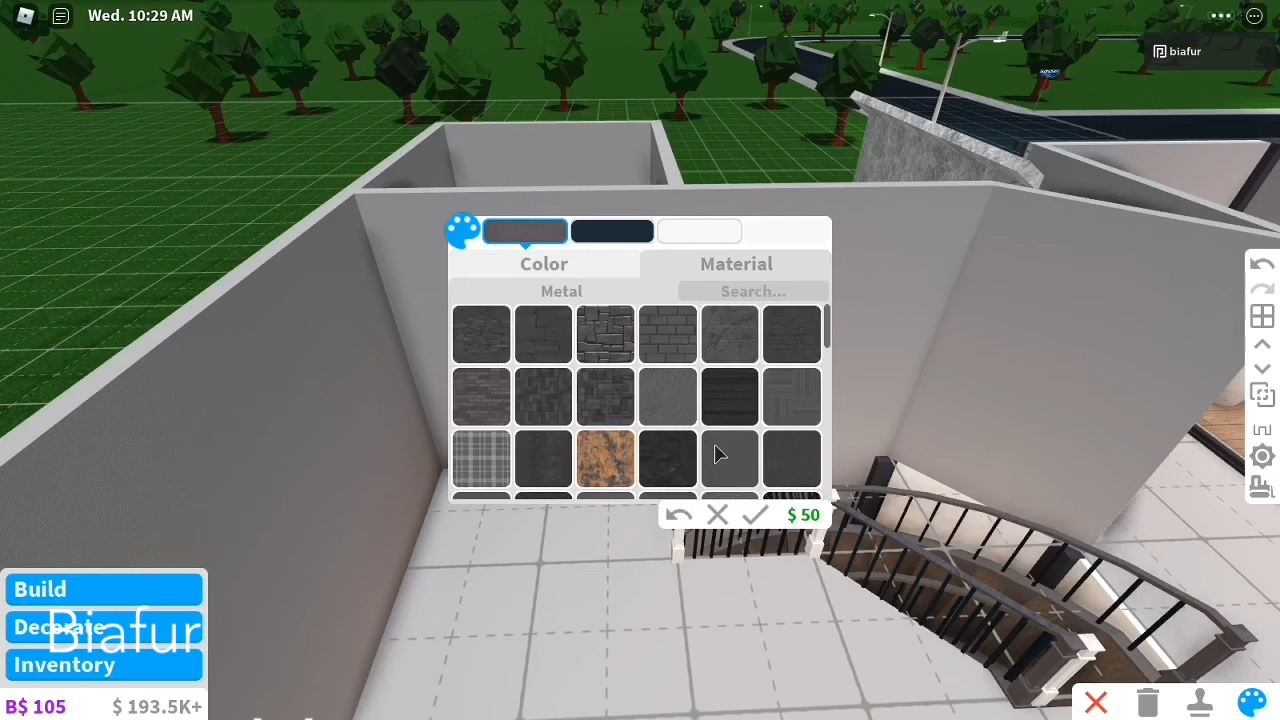 Wed. 10:29 AM
biafur
Color
Material
Metal
Search...
$ 50
Build
Decorate
Biafur
Inventory
B$ 105
$ 193.5K+